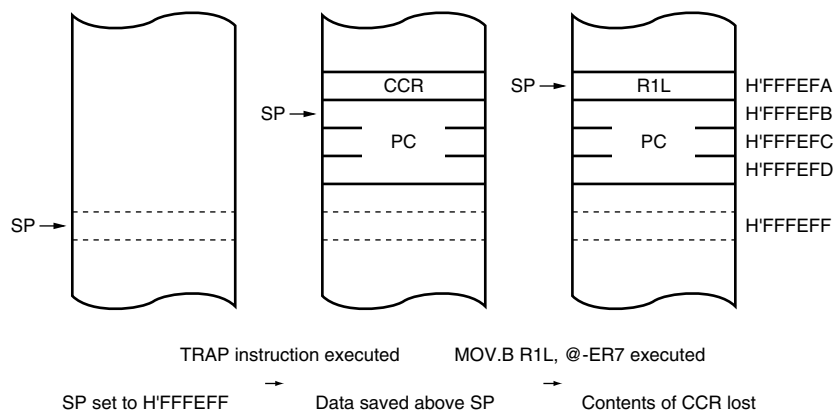 CCR
SP
R1L
H'FFFEFA
SP
H'FFFEFB
PC
PC
H'FFFEFC
H'FFFEFD
SP
H'FFFEFF
TRAP instruction executed
MOV.B R1L, @-ER7 executed
SP set to H'FFFEFF
Data saved above SP
Contents of CCR lost